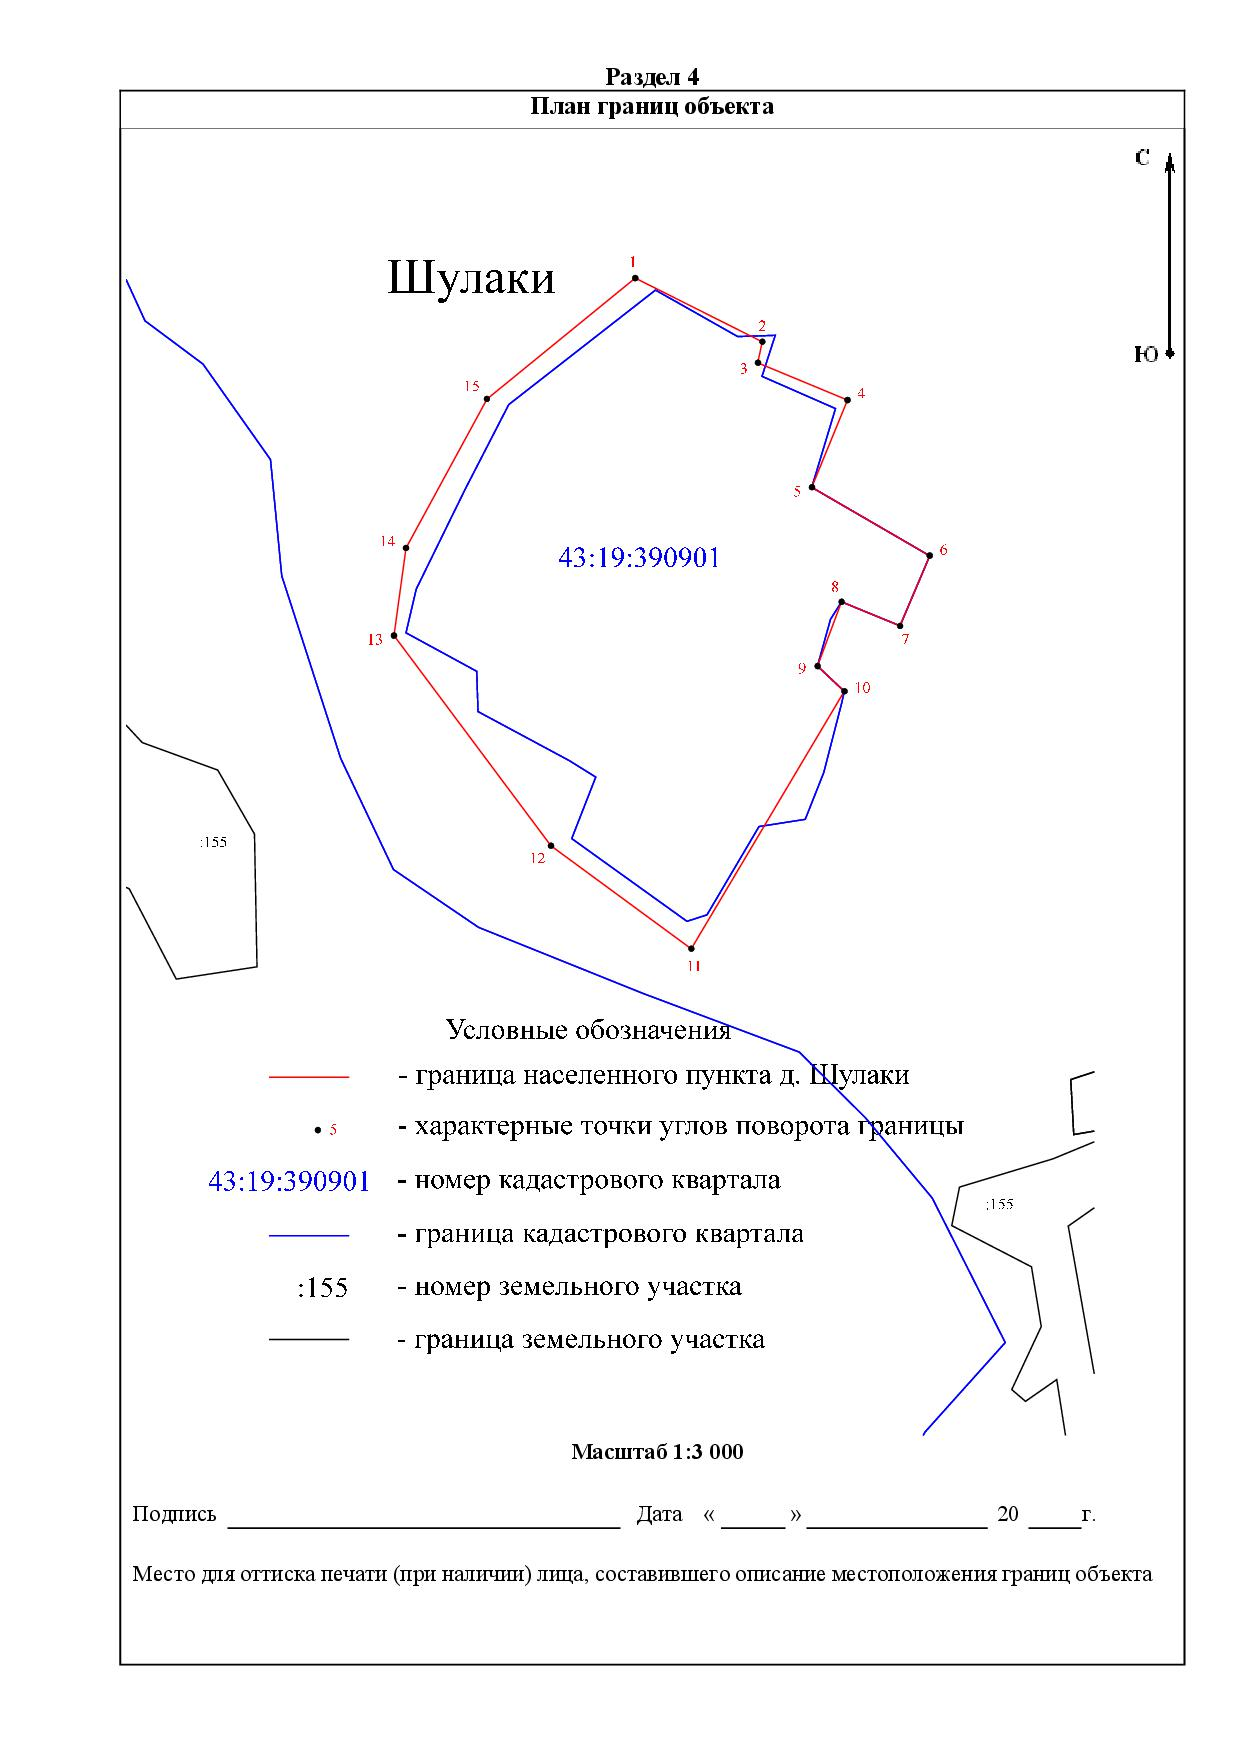 Раздел 4
План границ объекта
С
Ю
Шулаки
1
2
3
4
15
5
14
43:19:390901
6
8
13
7
9
10
:155
12
11
Условные обозначения
- граница населенного пункта д. Шулаки
5 - характерные точки углов поворота границы
43:19:390901 - номер кадастрового квартала
:155
- граница кадастрового квартала
:155 - номер земельного участка
- граница земельного участка
Масштаб 1:3 000
Подпись Дата « » 20 г.
Место для оттиска печати (при наличии) лица, составившего описание местоположения границ объекта